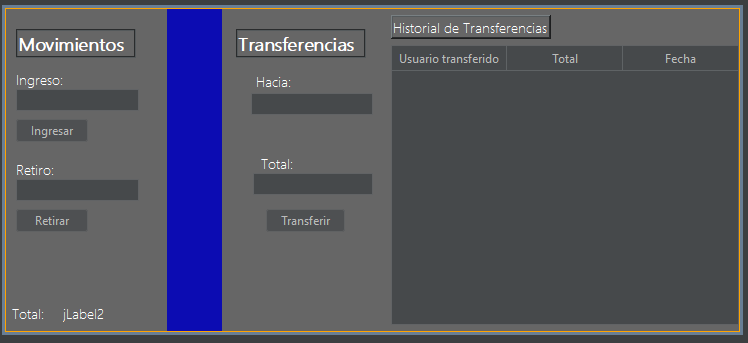 Movimientos
Ingreso:
Ingresar
Retiro:
Retirar
Total: jLabel2
Transferencias
Hacia:
Total:
Transferir
Historial de Transferencias
Usuario transferido Total Fecha